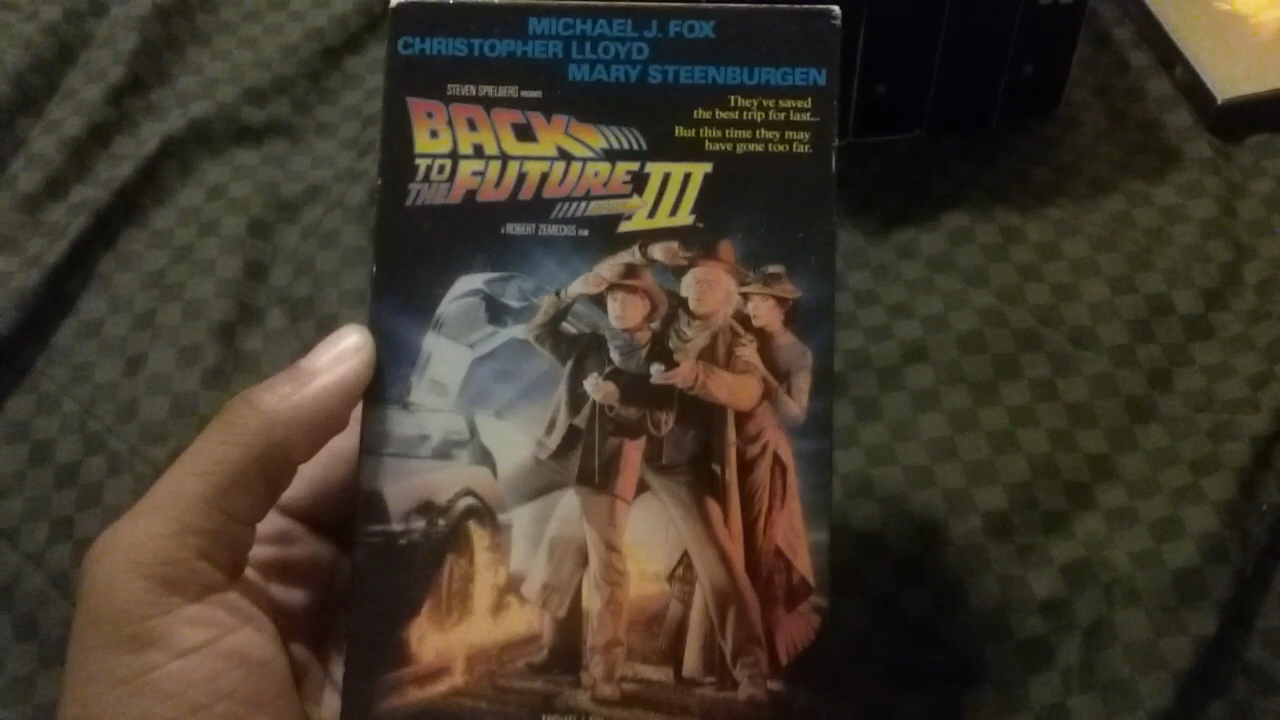 MICHAEL J. FOX
CHRISTOPHER LLOYD
MARY STEENBURGEN
STEVEN SPIELBERG PRESENTS
They've saved
the best trip for last...
But this time they may
have gone too far.
BACK
TO
THE FUTURE III
A ROBERT ZEMECKIS FILM